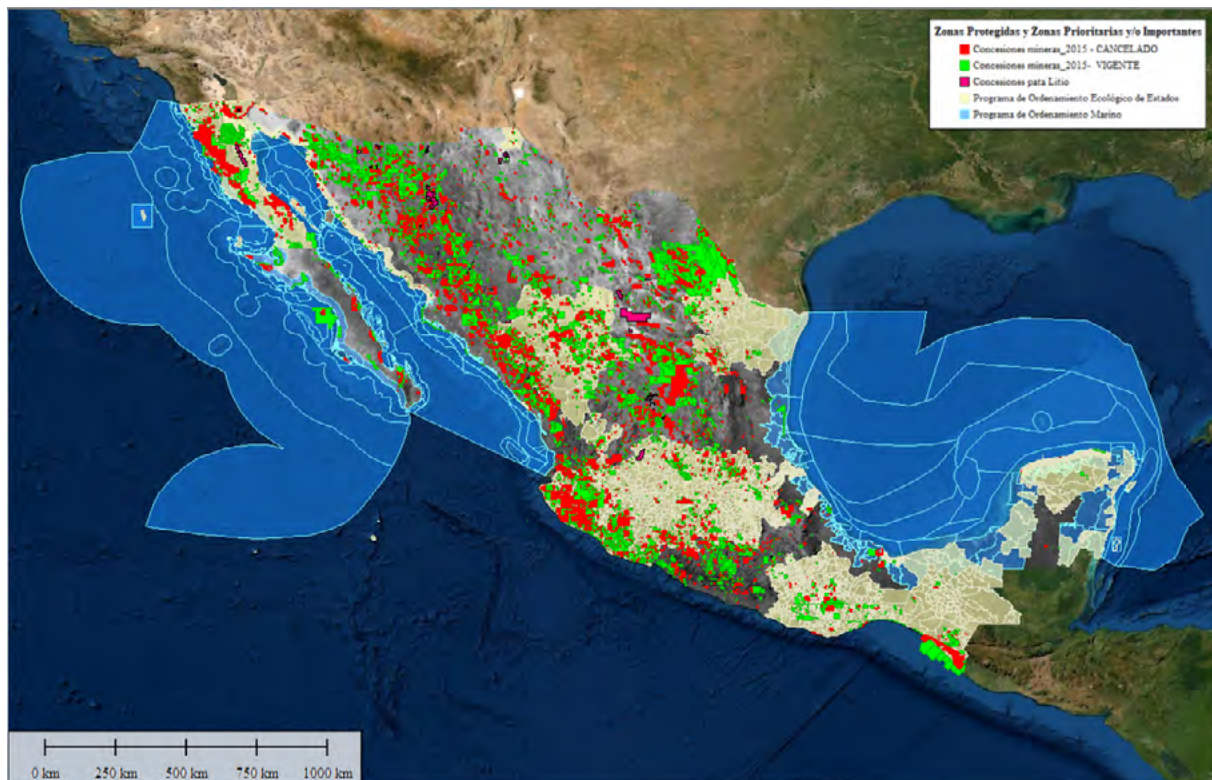 Zonas Protegidas y Zonas Prioritarias y/o Importantes
Concesiones mineras_2015 - CANCELADO
Concesiones mineras_2015- VIGENTE
Concesiones pata Litio
Programa de Ordenamiento Ecológico de Estados
Programa de Ordenamiento Marino
0 km 250 km 500 km 750 km 1000 km